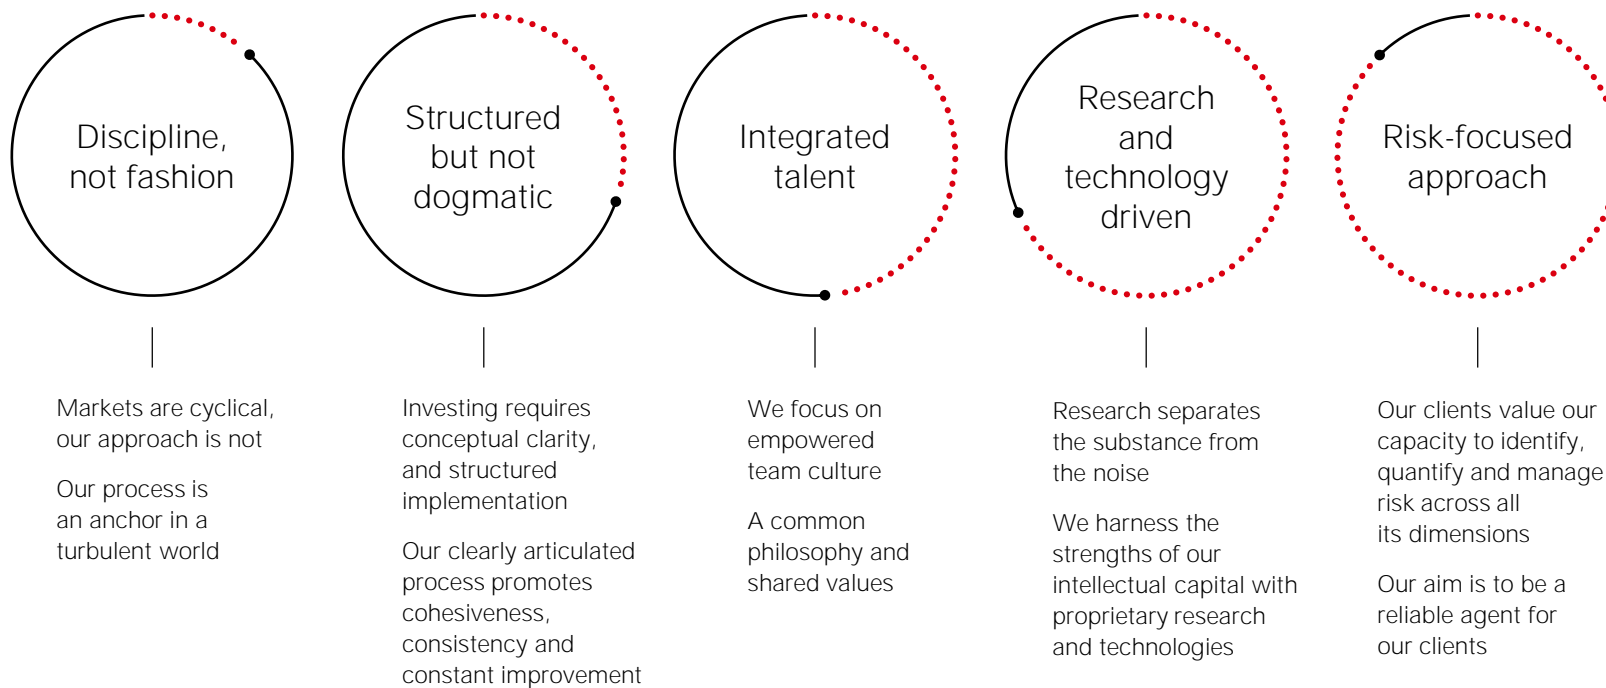 Discipline,
not fashion
Markets are cyclical,
our approach is not
Our process is
an anchor in a
turbulent world
Structured
but not
dogmatic
Investing requires
conceptual clarity,
and structured
implementation
Our clearly articulated
process promotes
cohesiveness,
consistency and
constant improvement
Integrated
talent
We focus on
empowered
team culture
A common
philosophy and
shared values
Research
and
technology
driven
Research separates
the substance from
the noise
We harness the
strengths of our
intellectual capital with
proprietary research
and technologies
Risk-focused
approach
Our clients value our
capacity to identify,
quantify and manage
risk across all
its dimensions
Our aim is to be a
reliable agent for
our clients